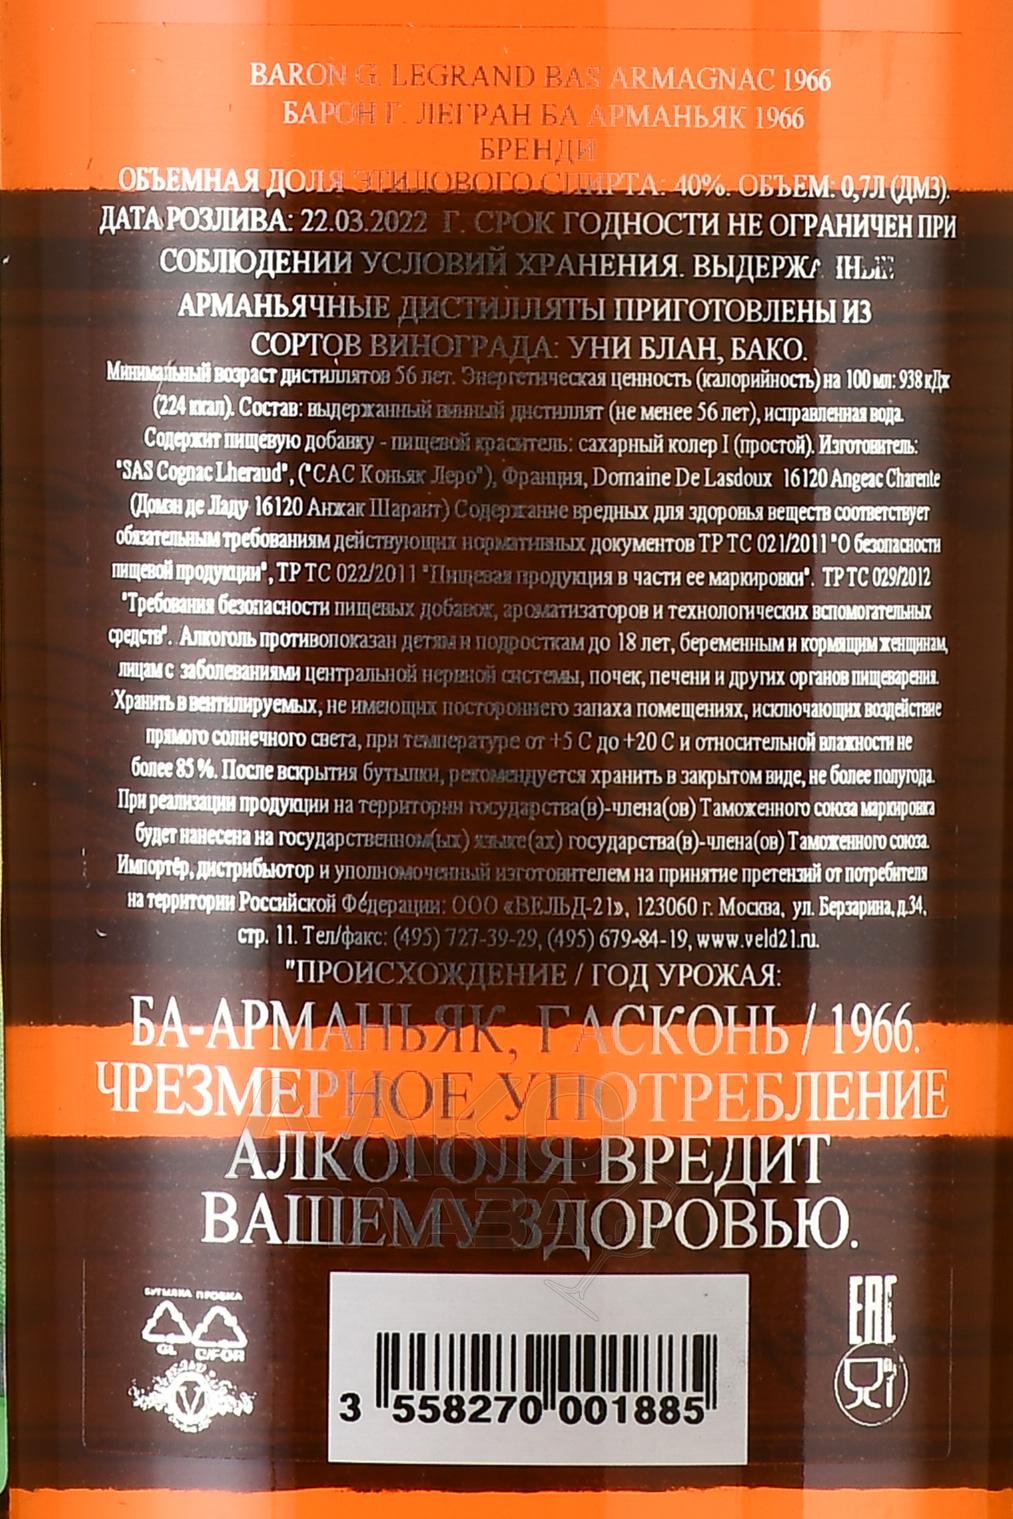 BARON G. LEGRAND BAS ARMAGNAC 1966
БАРОН Г. ЛЕГРАН БА АРМАНЬЯК 1966
БРЕНДИ
ОБЪЕМНАЯ ДОЛЯ ЭТИЛОВОГО СПИРТА: 40%. ОБЪЕМ: 0,7Л (ДМ3).
ДАТА РОЗЛИВА: 22.03.2022 Г. СРОК ГОДНОСТИ НЕ ОГРАНИЧЕН ПРИ
СОБЛЮДЕНИИ УСЛОВИЙ ХРАНЕНИЯ.
АРМАНЬЯЧНЫЕ ДИСТИЛЛЯТЫ ПРИГОТОВЛЕНЫ ИЗ
СОРТОВ ВИНОГРАДА: УНИ БЛАН, БАКО.
Минимальный возраст дистиллятов 56 лет. Энергетическая ценность (калорийность) на 100 мл: 938 кДж
(224 ккал). Состав: выдержанный винный дистиллят (не менее 56 лет), исправленная вода.
Содержит пищевую добавку - пищевой краситель: сахарный колер I (простой). Изготовитель:
"SAS Cognac Lheraud", ("САС Коньяк Леро"), Франция, Domaine De Lasdoux 16120 Angeac Charente
(Домэн де Ладу 16120 Анжак Шарант) Содержание вредных для здоровья веществ соответствует
обязательным требованиям действующих нормативных документов ТР ТС 021/2011 "О безопасности
пищевой продукции", ТР ТС 022/2011 "Пищевая продукция в части ее маркировки". ТР ТС 029/2012
"Требования безопасности пищевых добавок, ароматизаторов и технологических вспомогательных
средств". Алкоголь противопоказан детям и подросткам до 18 лет, беременным и кормящим женщинам,
лицам с заболеваниями центральной нервной системы, почек, печени и других органов пищеварения.
Хранить в вентилируемых, не имеющих постороннего запаха помещениях, исключающих воздействие
прямого солнечного света, при температуре от +5 С до +20 С и относительной влажности не
более 85 %. После вскрытия бутылки, рекомендуется хранить в закрытом виде, не более полугода.
При реализации продукции на территории государства(в)-члена(ов) Таможенного союза маркировка
будет нанесена на государственном(ых) языке(ах) государства(в)-члена(ов) Таможенного союза.
Импортёр, дистрибьютор и уполномоченный изготовителем на принятие претензий от потребителя
на территории Российской Федерации: ООО «ВЕЛЬД-21», 123060 г. Москва, ул. Берзарина, д.34,
стр. 11. Тел/факс: (495) 727-39-29, (495) 679-84-19, www.veld21.ru.
"ПРОИСХОЖДЕНИЕ / ГОД УРОЖАЯ:
БА-АРМАНЬЯК, ГАСКОНЬ / 1966.
ЧРЕЗМЕРНОЕ УПОТРЕБЛЕНИЕ
АЛКОГОЛЯ ВРЕДИТ
ВАШЕМУ ЗДОРОВЬЮ.
БУТЫЛКА ПРОБКА
GL C/FOR
EAC
3 558270 001885